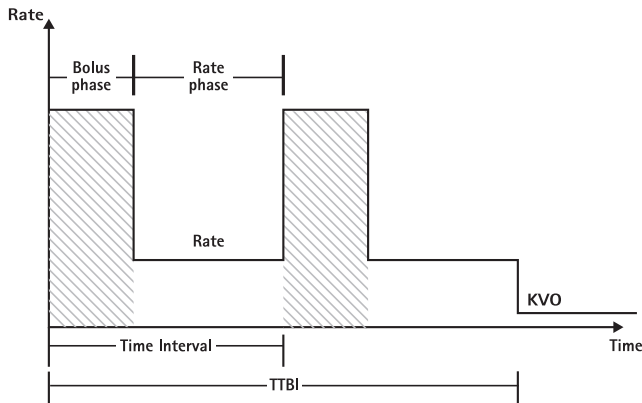 Rate
Bolus
phase
Rate
phase
Rate
KVO
Time Interval
Time
TTBI